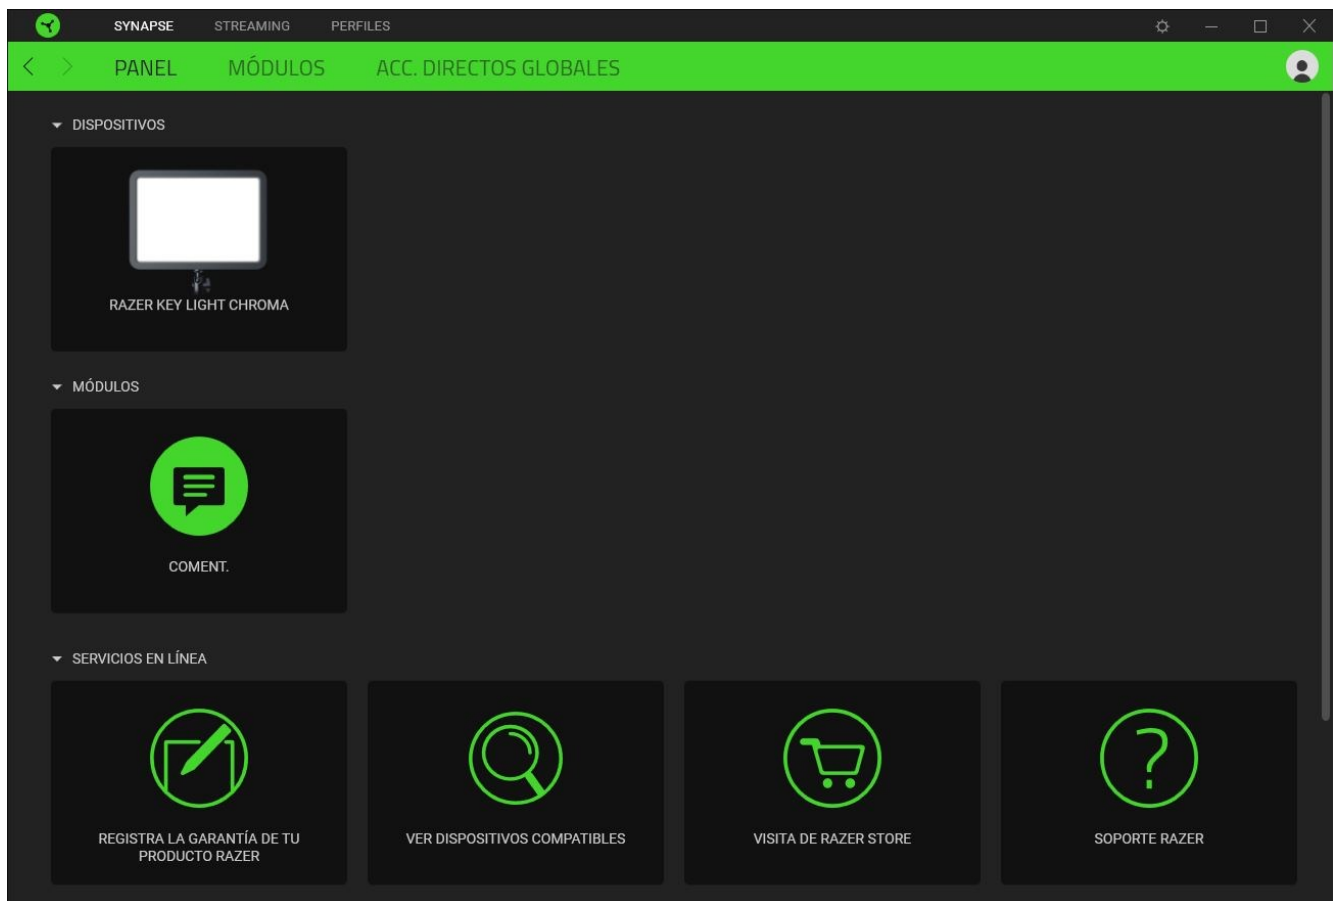 SYNAPSE STREAMING PERFILES
PANEL MÓDULOS ACC. DIRECTOS GLOBALES
DISPOSITIVOS
RAZER KEY LIGHT CHROMA
MÓDULOS
COMENT.
SERVICIOS EN LÍNEA
REGISTRA LA GARANTÍA DE TU
PRODUCTO RAZER
VER DISPOSITIVOS COMPATIBLES
VISITA DE RAZER STORE
SOPORTE RAZER